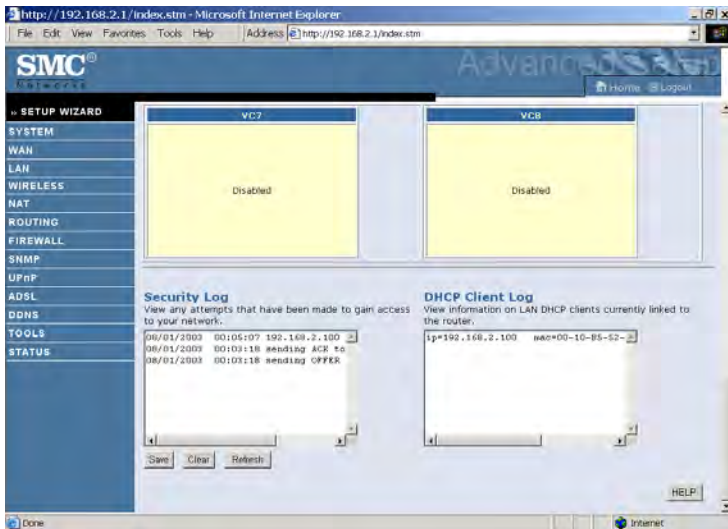 http://192.168.2.1/index.stm - Microsoft Internet Explorer
File Edit View Favorites Tools Help Address http://192.168.2.1/index.stm
SMC®
Networks
Advanced Setup
Home Logout
» SETUP WIZARD
SYSTEM
WAN
LAN
WIRELESS
NAT
ROUTING
FIREWALL
SNMP
UPnP
ADSL
DDNS
TOOLS
STATUS
VC7
VC8
Disabled
Disabled
Security Log
View any attempts that have been made to gain access
to your network.
08/01/2003 00:05:07 192.168.2.100
08/01/2003 00:03:18 sending ACK to
08/01/2003 00:03:18 sending OFFER
Save Clear Refresh
DHCP Client Log
View information on LAN DHCP clients currently linked to
the router.
ip=192.168.2.100 mac=00-10-B5-52-
HELP
Done
Internet